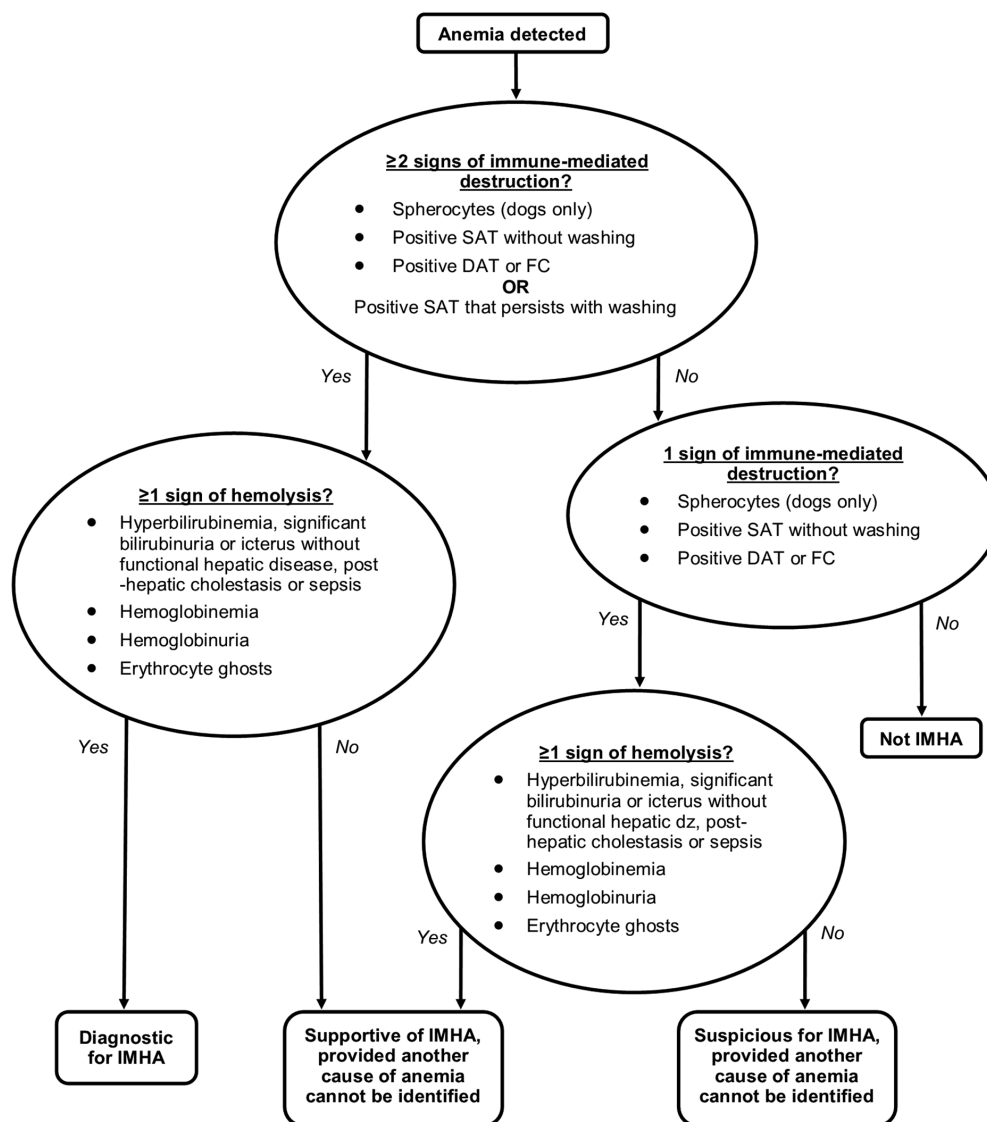 Anemia detected
≥2 signs of immune-mediated
destruction?
● Spherocytes (dogs only)
● Positive SAT without washing
● Positive DAT or FC
OR
Positive SAT that persists with washing
Yes
No
≥1 sign of hemolysis?
● Hyperbilirubinemia, significant
bilirubinuria or icterus without
functional hepatic disease, post
-hepatic cholestasis or sepsis
● Hemoglobinemia
● Hemoglobinuria
● Erythrocyte ghosts
1 sign of immune-mediated
destruction?
● Spherocytes (dogs only)
● Positive SAT without washing
● Positive DAT or FC
Yes
No
Yes
No
≥1 sign of hemolysis?
● Hyperbilirubinemia, significant
bilirubinuria or icterus without
functional hepatic dz, post-
hepatic cholestasis or sepsis
● Hemoglobinemia
● Hemoglobinuria
● Erythrocyte ghosts
Not IMHA
Yes
No
Diagnostic
for IMHA
Supportive of IMHA,
provided another
cause of anemia
cannot be identified
Suspicious for IMHA,
provided another
cause of anemia
cannot be identified